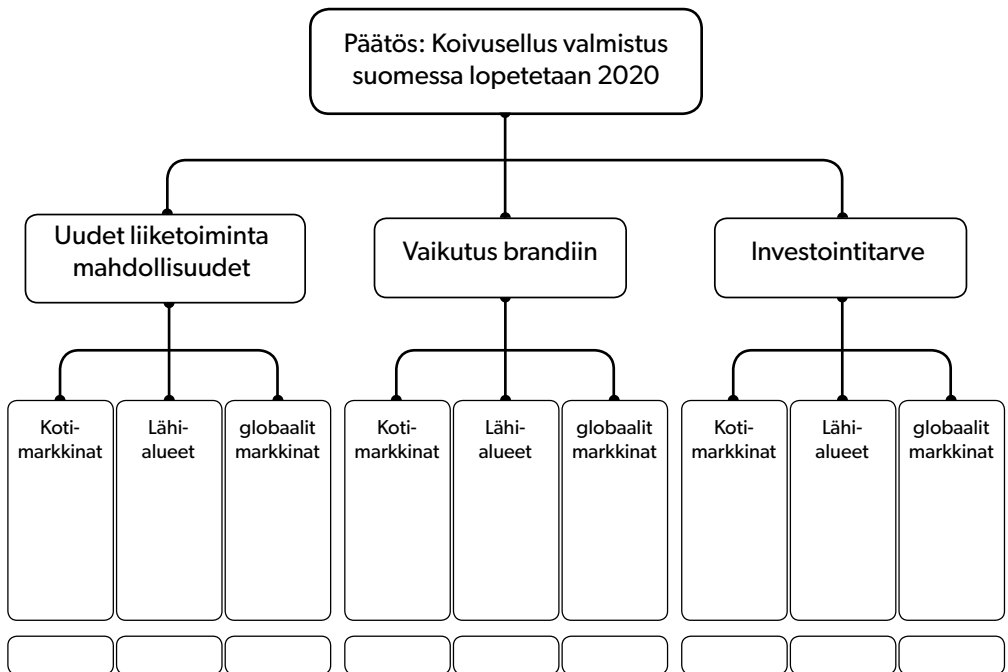 Päätös: Koivusellus valmistus
suomessa lopetetaan 2020
Uudet liiketoiminta
mahdollisuudet
Vaikutus brandiin
Investointitarve
Koti-
markkinat
Lähi-
alueet
globaalit
markkinat
Koti-
markkinat
Lähi-
alueet
globaalit
markkinat
Koti-
markkinat
Lähi-
alueet
globaalit
markkinat